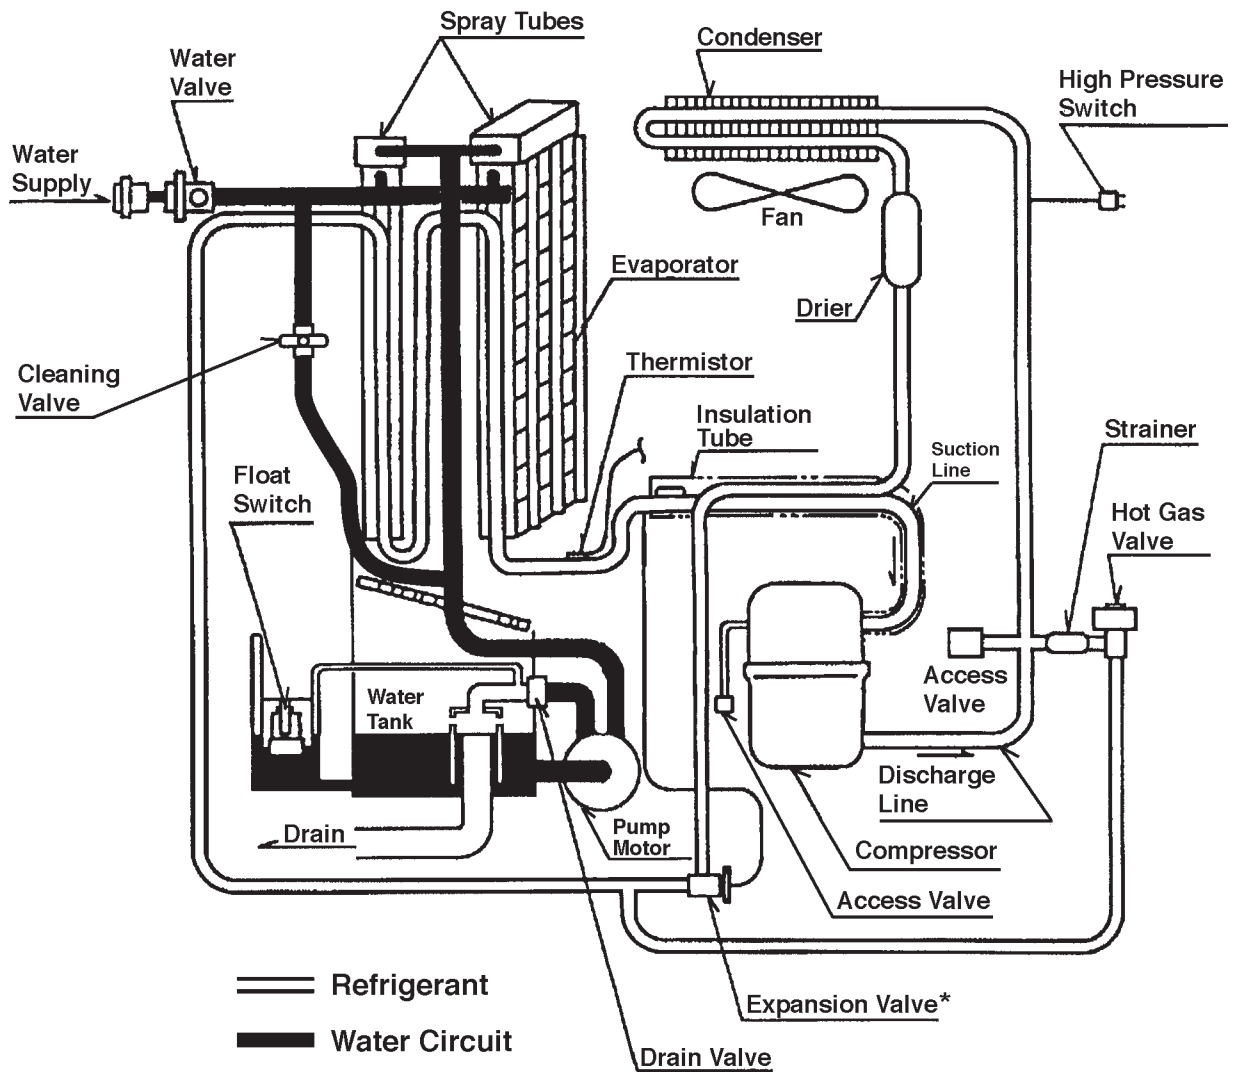 Spray Tubes
Condenser
Water
Valve
High Pressure
Switch
Water
Supply
Fan
Evaporator
Drier
Thermistor
Cleaning
Valve
Insulation
Tube
Strainer
Suction
Line
Float
Switch
Hot Gas
Valve
Water
Tank
Access
Valve
Discharge
Line
Drain
Pump
Motor
Compressor
Access Valve
Refrigerant
Expansion Valve*
Water Circuit
Drain Valve